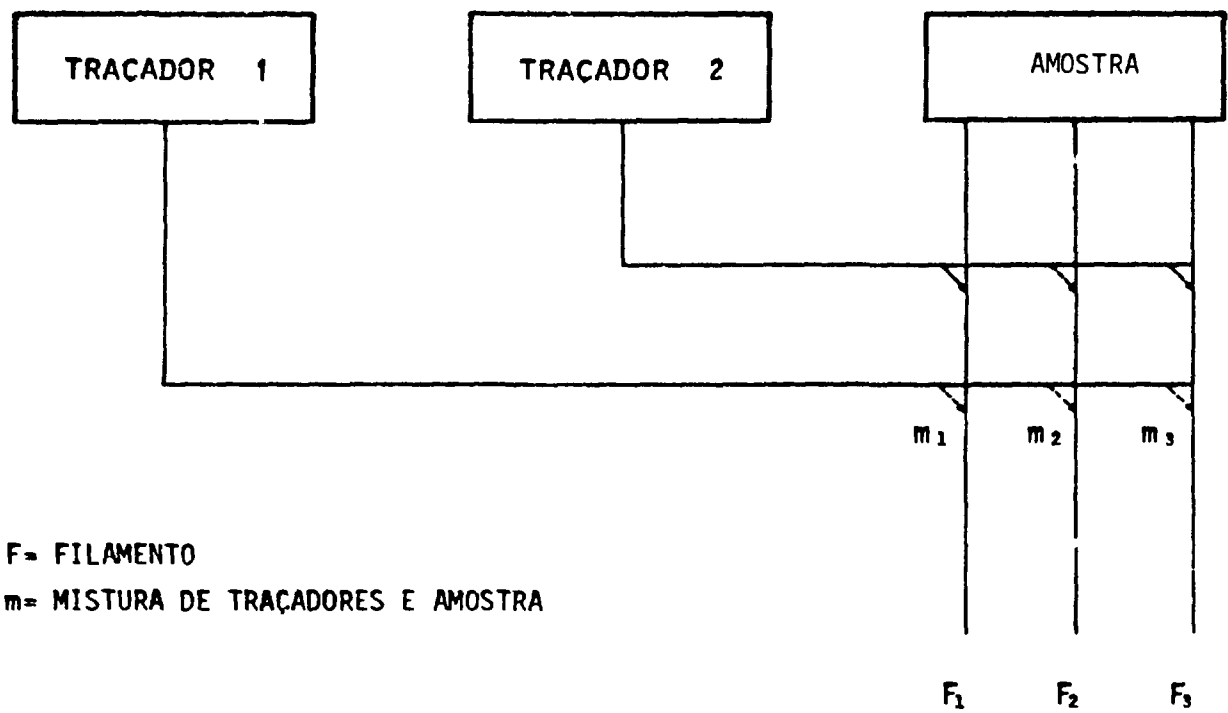 TRAÇADOR 1
TRAÇADOR 2
AMOSTRA
m₁
m₂
m₃
F= FILAMENTO
m= MISTURA DE TRAÇADORES E AMOSTRA
F₁
F₂
F₃